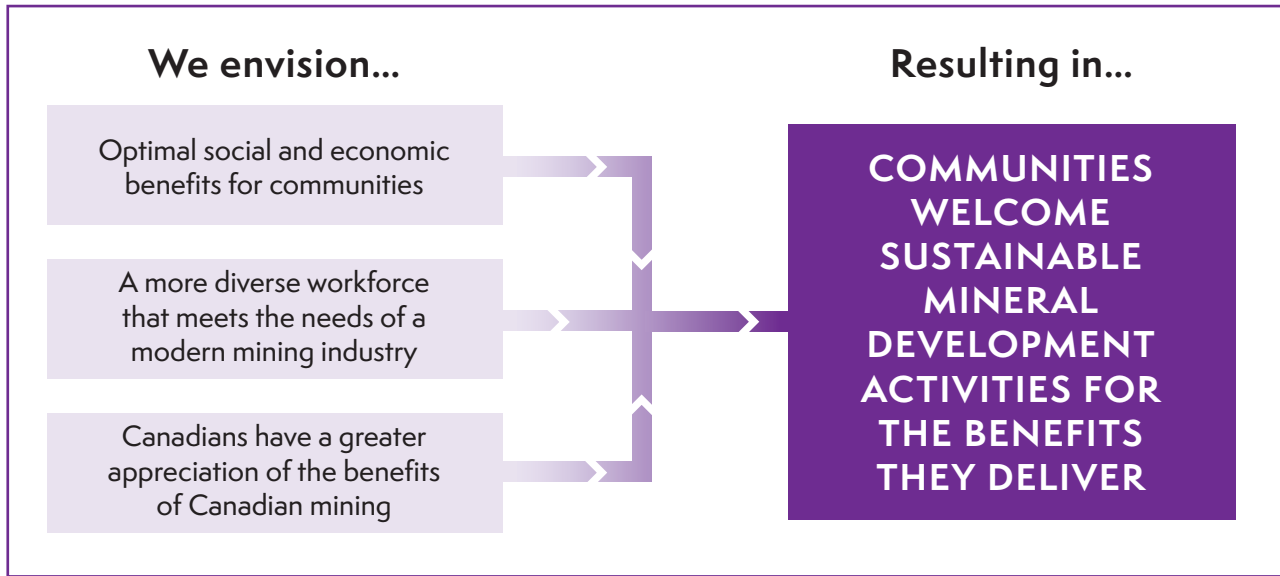 We envision...
Optimal social and economic
benefits for communities
A more diverse workforce
that meets the needs of a
modern mining industry
Canadians have a greater
appreciation of the benefits
of Canadian mining
Resulting in...
COMMUNITIES
WELCOME
SUSTAINABLE
MINERAL
DEVELOPMENT
ACTIVITIES FOR
THE BENEFITS
THEY DELIVER